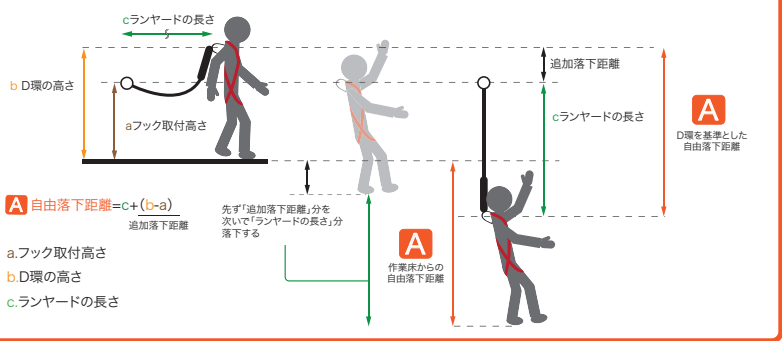 cランヤードの長さ
b D環の高さ
aフック取付高さ
追加落下距離
cランヤードの長さ
A
D環を基準とした
自由落下距離
A 自由落下距離=c+(b-a)
追加落下距離
先ず「追加落下距離」分を
次いで「ランヤードの長さ」分
落下する
A
作業床からの
自由落下距離
a.フック取付高さ
b.D環の高さ
c.ランヤードの長さ